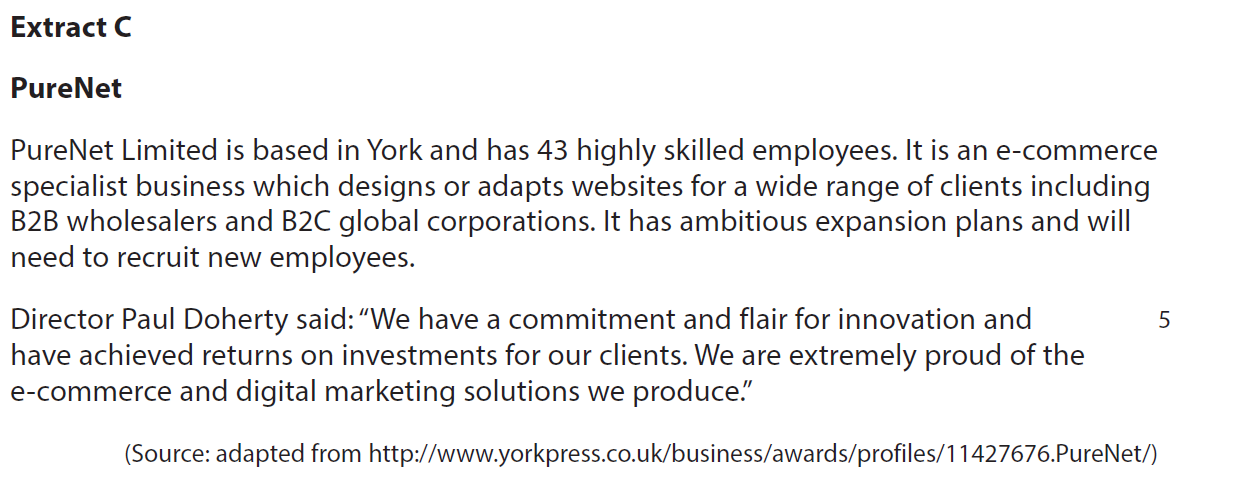 Extract C
PureNet
PureNet Limited is based in York and has 43 highly skilled employees. It is an e-commerce
specialist business which designs or adapts websites for a wide range of clients including
B2B wholesalers and B2C global corporations. It has ambitious expansion plans and will
need to recruit new employees.
Director Paul Doherty said: “We have a commitment and flair for innovation and 5
have achieved returns on investments for our clients. We are extremely proud of the
e-commerce and digital marketing solutions we produce.”
(Source: adapted from http://www.yorkpress.co.uk/business/awards/profiles/11427676.PureNet/)